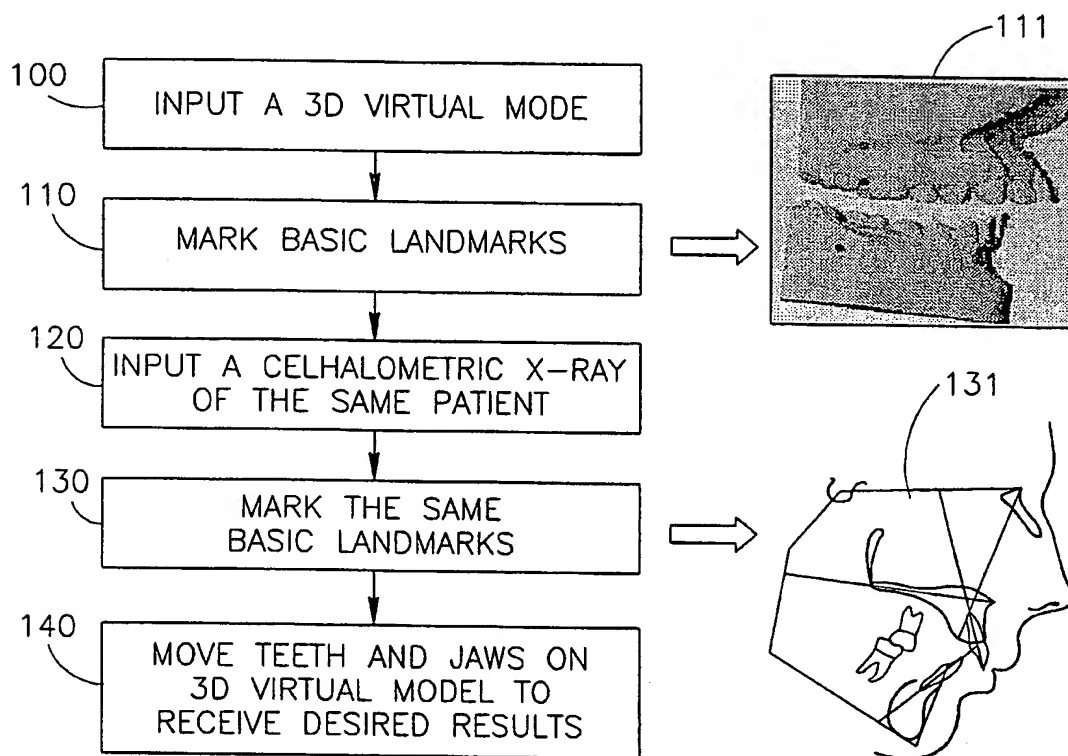 100
INPUT A 3D VIRTUAL MODE
110
MARK BASIC LANDMARKS
111
120
INPUT A CELHALOMETRIC X-RAY
OF THE SAME PATIENT
130
MARK THE SAME
BASIC LANDMARKS
131
140
MOVE TEETH AND JAWS ON
3D VIRTUAL MODEL TO
RECEIVE DESIRED RESULTS